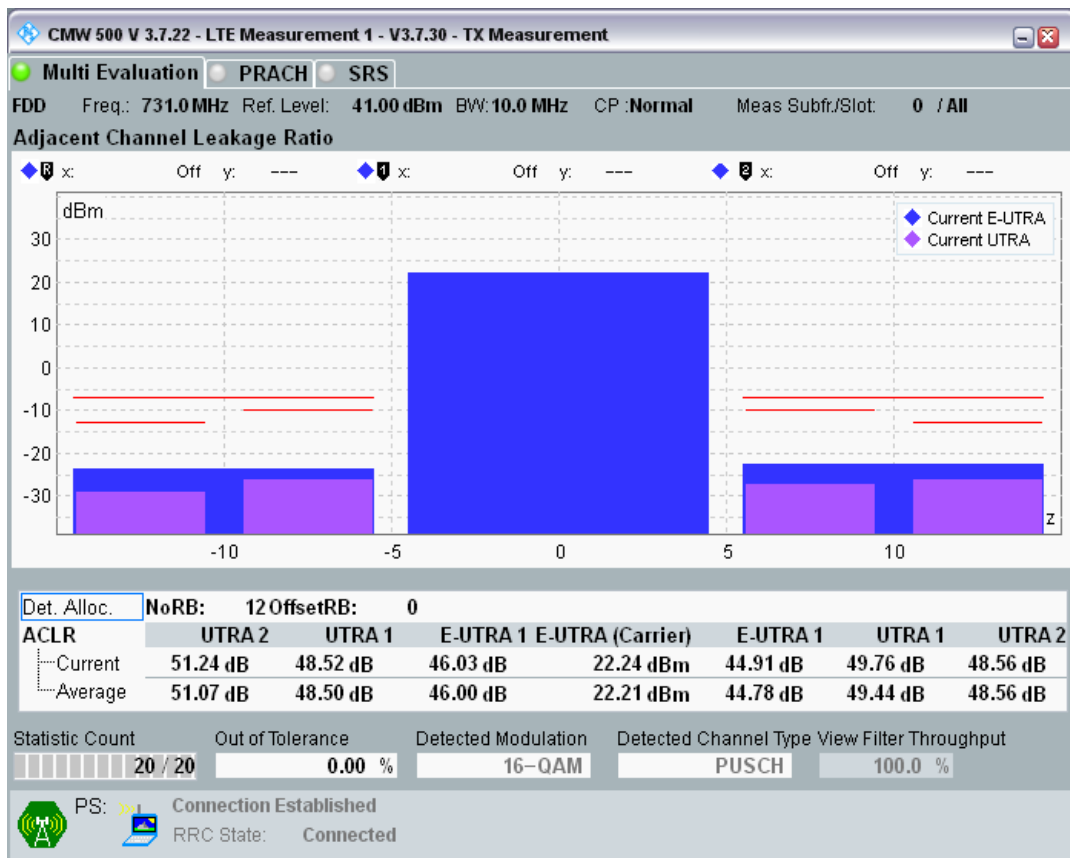 CMW 500 V 3.7.22 - LTE Measurement 1 - V3.7.30 - TX Measurement
Multi Evaluation PRACH SRS
FDD Freq.: 731.0 MHz Ref. Level: 41.00 dBm BW: 10.0 MHz CP :Normal Meas Subfr./Slot: 0 / All
Adjacent Channel Leakage Ratio
R x: Off y: --- 1 x: Off y: --- 2 x: Off y: ---
dBm
Current E-UTRA
Current UTRA
30
20
10
0
-10
-20
-30
z
-10 -5 0 5 10
Det. Alloc. NoRB: 12 OffsetRB: 0
ACLR UTRA 2 UTRA 1 E-UTRA 1 E-UTRA (Carrier) E-UTRA 1 UTRA 1 UTRA 2
Current 51.24 dB 48.52 dB 46.03 dB 22.24 dBm 44.91 dB 49.76 dB 48.56 dB
Average 51.07 dB 48.50 dB 46.00 dB 22.21 dBm 44.78 dB 49.44 dB 48.56 dB
Statistic Count Out of Tolerance Detected Modulation Detected Channel Type View Filter Throughput
20 / 20 0.00 % 16-QAM PUSCH 100.0 %
PS: Connection Established
RRC State: Connected